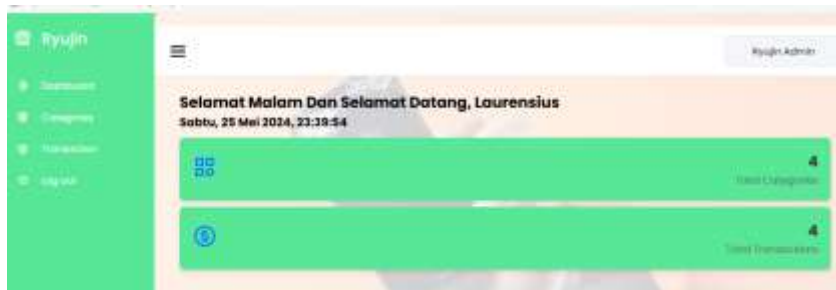 Ryujin
Dashboard
Categories
Transaction
Log out
Ryujin Admin
Selamat Malam Dan Selamat Datang, Laurensius
Sabtu, 25 Mei 2024, 23:39:54
4
Total Categories
4
Total Transactions